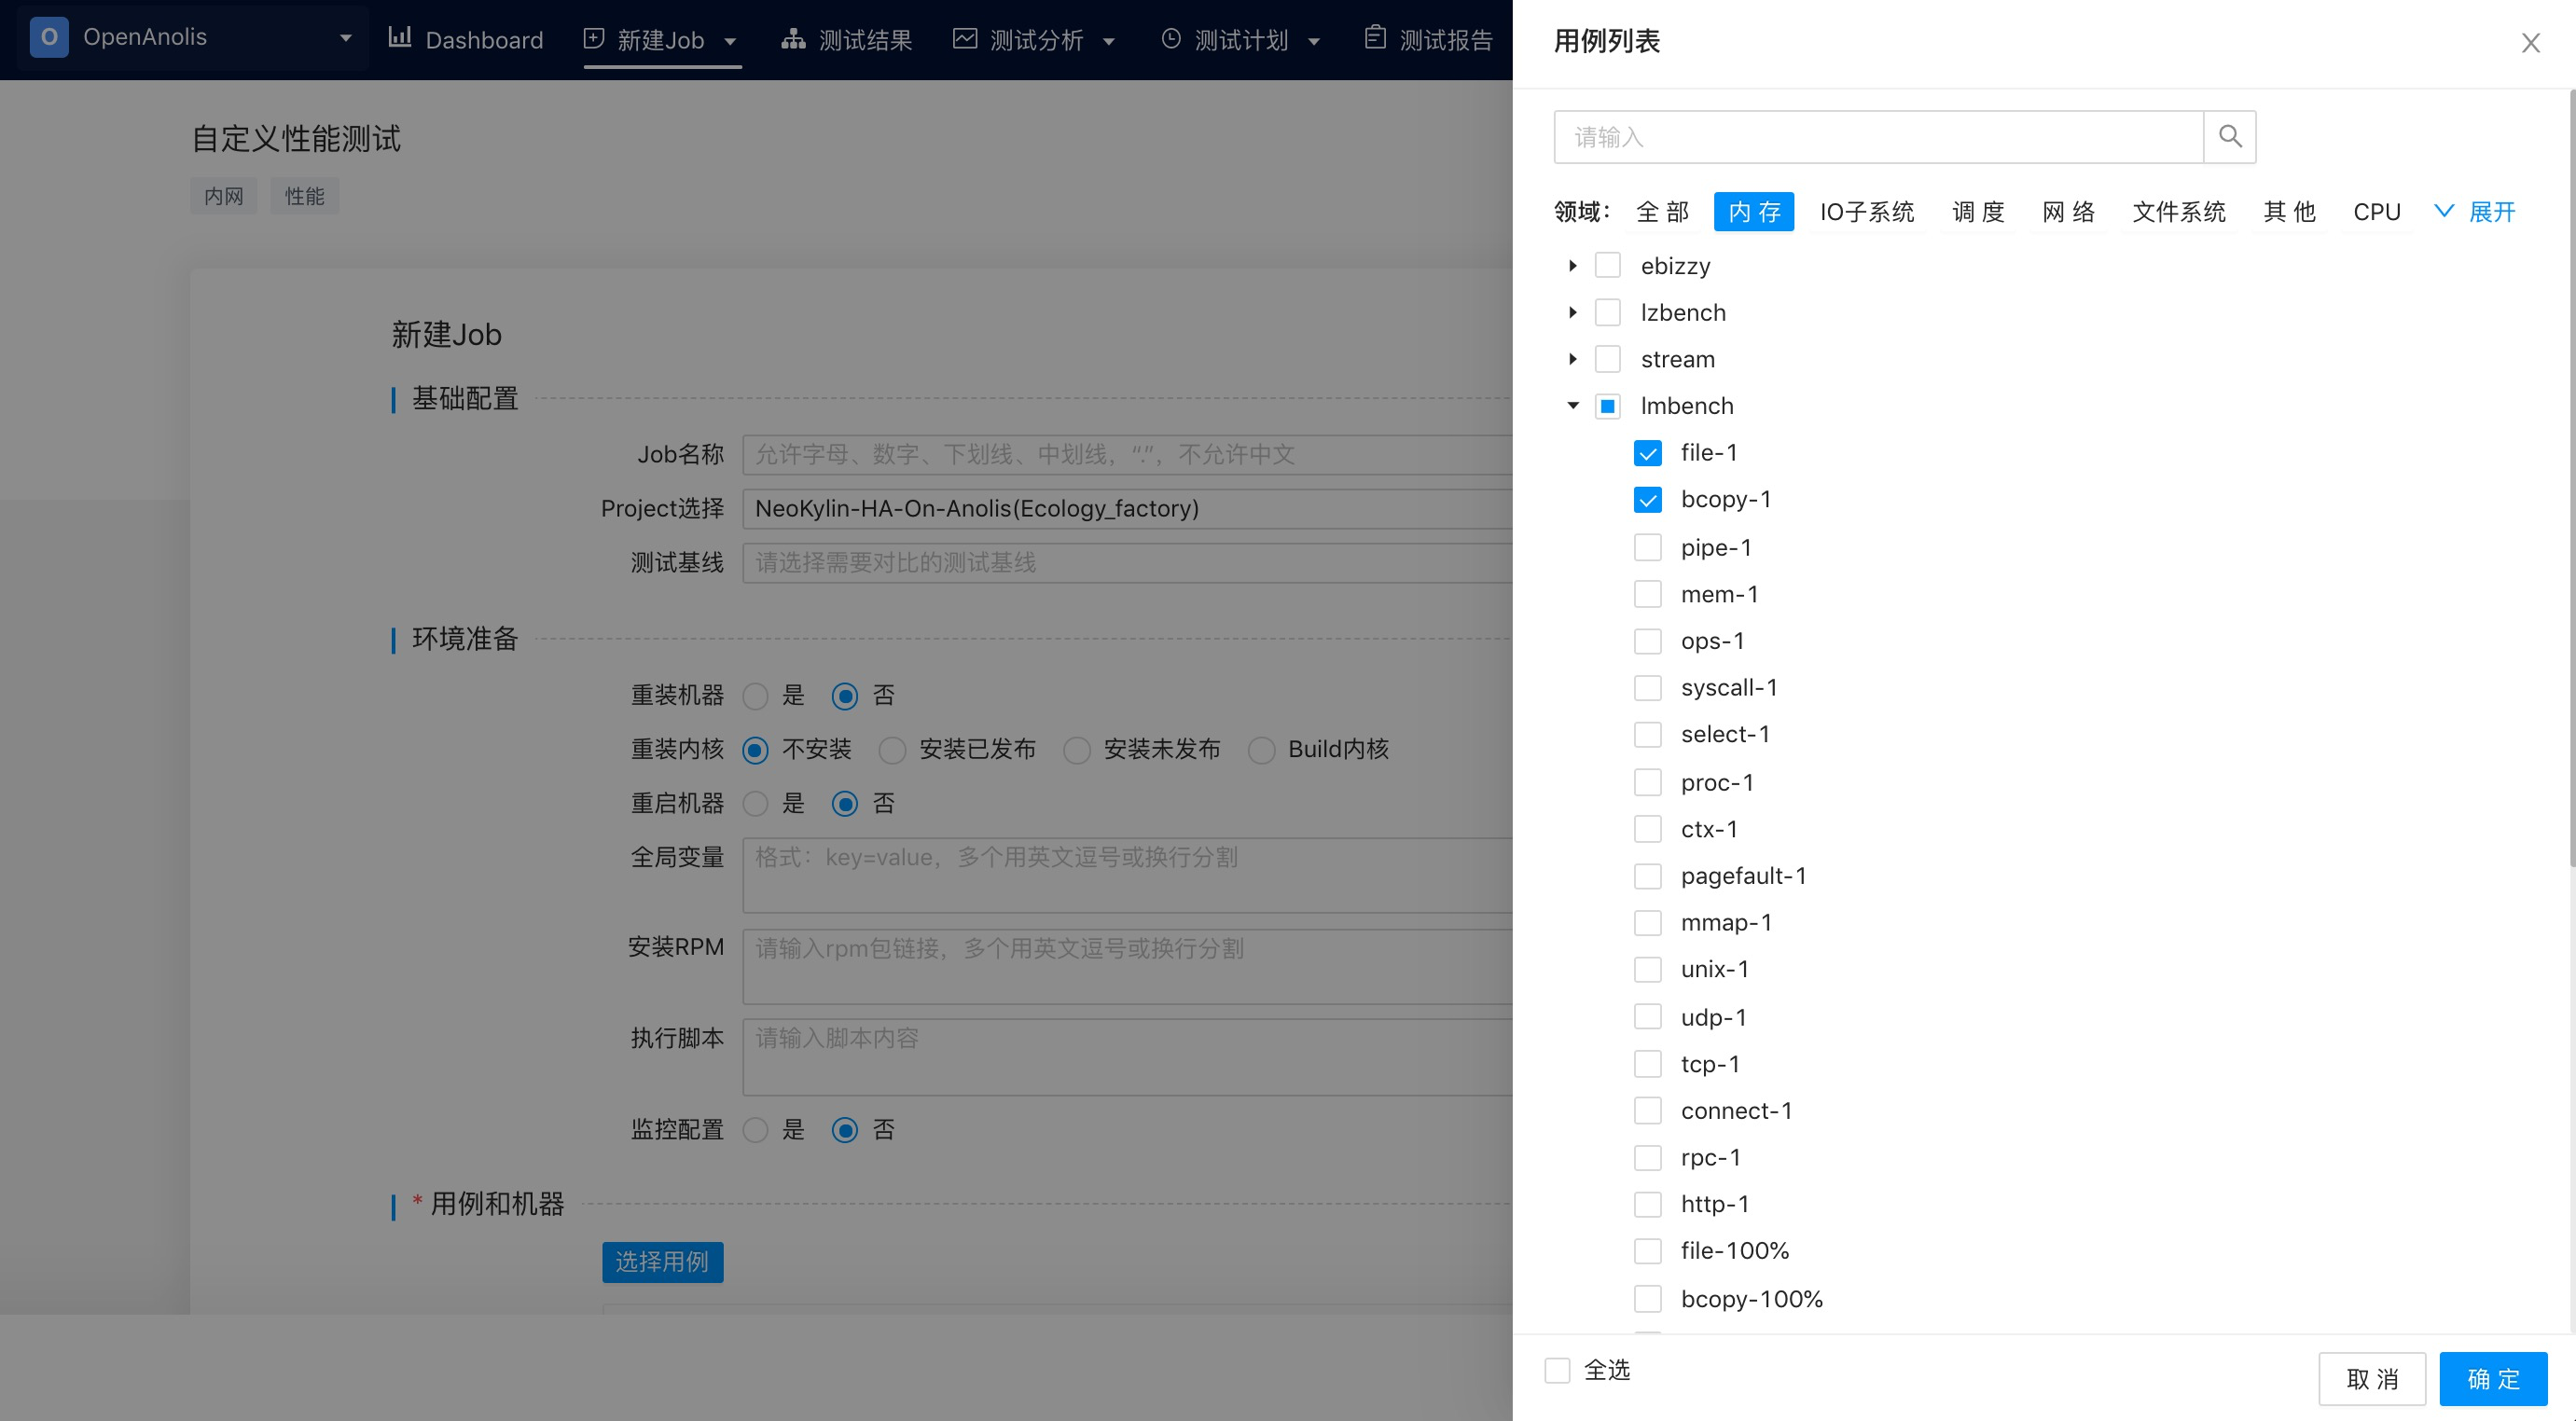 O OpenAnolis Dashboard 新建Job 测试结果 测试分析 测试计划 测试报告
自定义性能测试
内网 性能
新建Job
基础配置
Job名称 允许字母、数字、下划线、中划线，“.”，不允许中文
Project选择 NeoKylin-HA-On-Anolis(Ecology_factory)
测试基线 请选择需要对比的测试基线
环境准备
重装机器 是 否
重装内核 不安装 安装已发布 安装未发布 Build内核
重启机器 是 否
全局变量 格式：key=value，多个用英文逗号或换行分割
安装RPM 请输入rpm包链接，多个用英文逗号或换行分割
执行脚本 请输入脚本内容
监控配置 是 否
* 用例和机器
选择用例
用例列表
请输入
领域： 全 部 内 存 IO子系统 调 度 网 络 文件系统 其 他 CPU 展开
ebizzy
lzbench
stream
lmbench
file-1
bcopy-1
pipe-1
mem-1
ops-1
syscall-1
select-1
proc-1
ctx-1
pagefault-1
mmap-1
unix-1
udp-1
tcp-1
connect-1
rpc-1
http-1
file-100%
bcopy-100%
全选
取 消 确 定